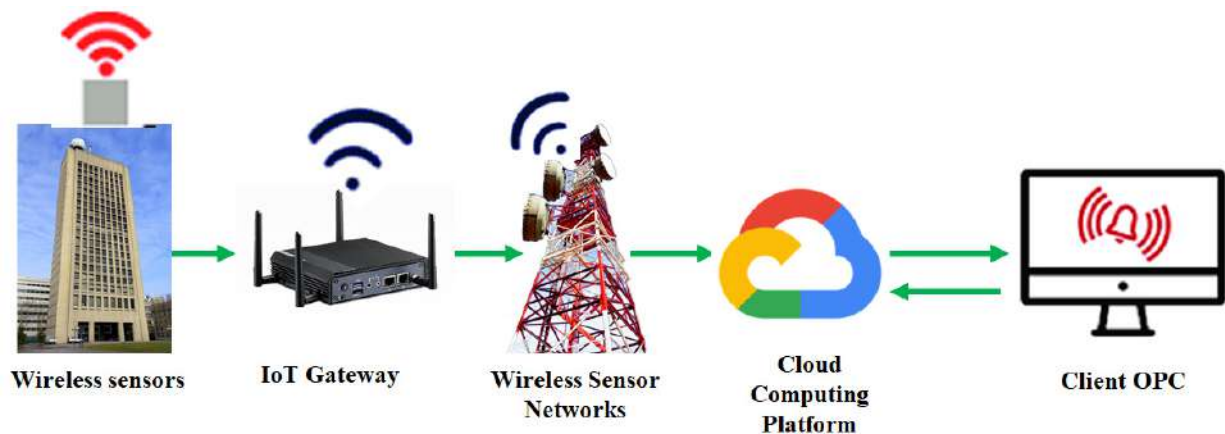 Wireless sensors
IoT Gateway
Wireless Sensor
Networks
Cloud
Computing
Platform
Client OPC